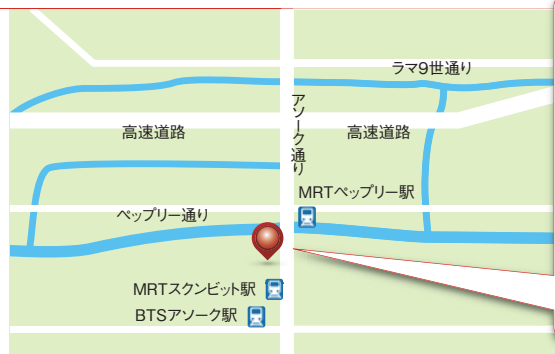 ラマ9世通り
アソーク通り
高速道路
高速道路
MRTペップリー駅
ペップリー通り
MRTスクンビット駅
BTSアソーク駅